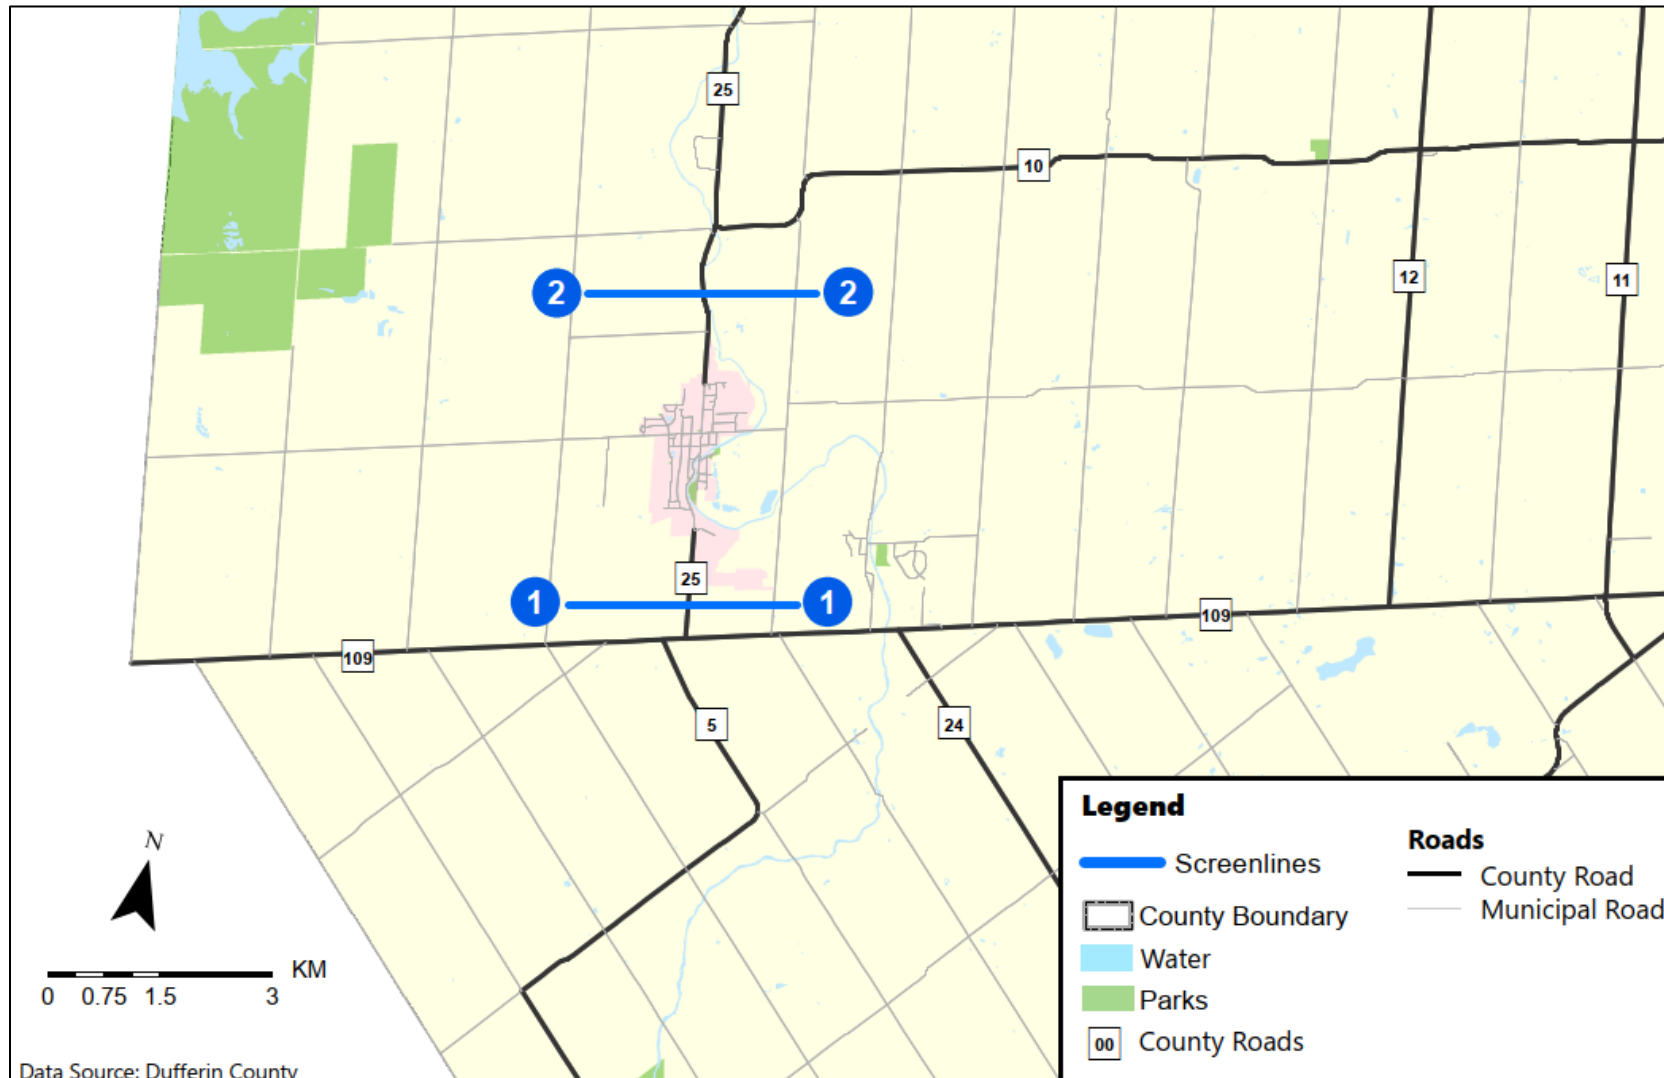 25
10
2
2
12
11
25
1
1
109
109
5
24
N
KM
0 0.75 1.5 3
Data Source: Dufferin County
Legend
Screenlines
County Boundary
Water
Parks
00 County Roads
Roads
County Road
Municipal Road